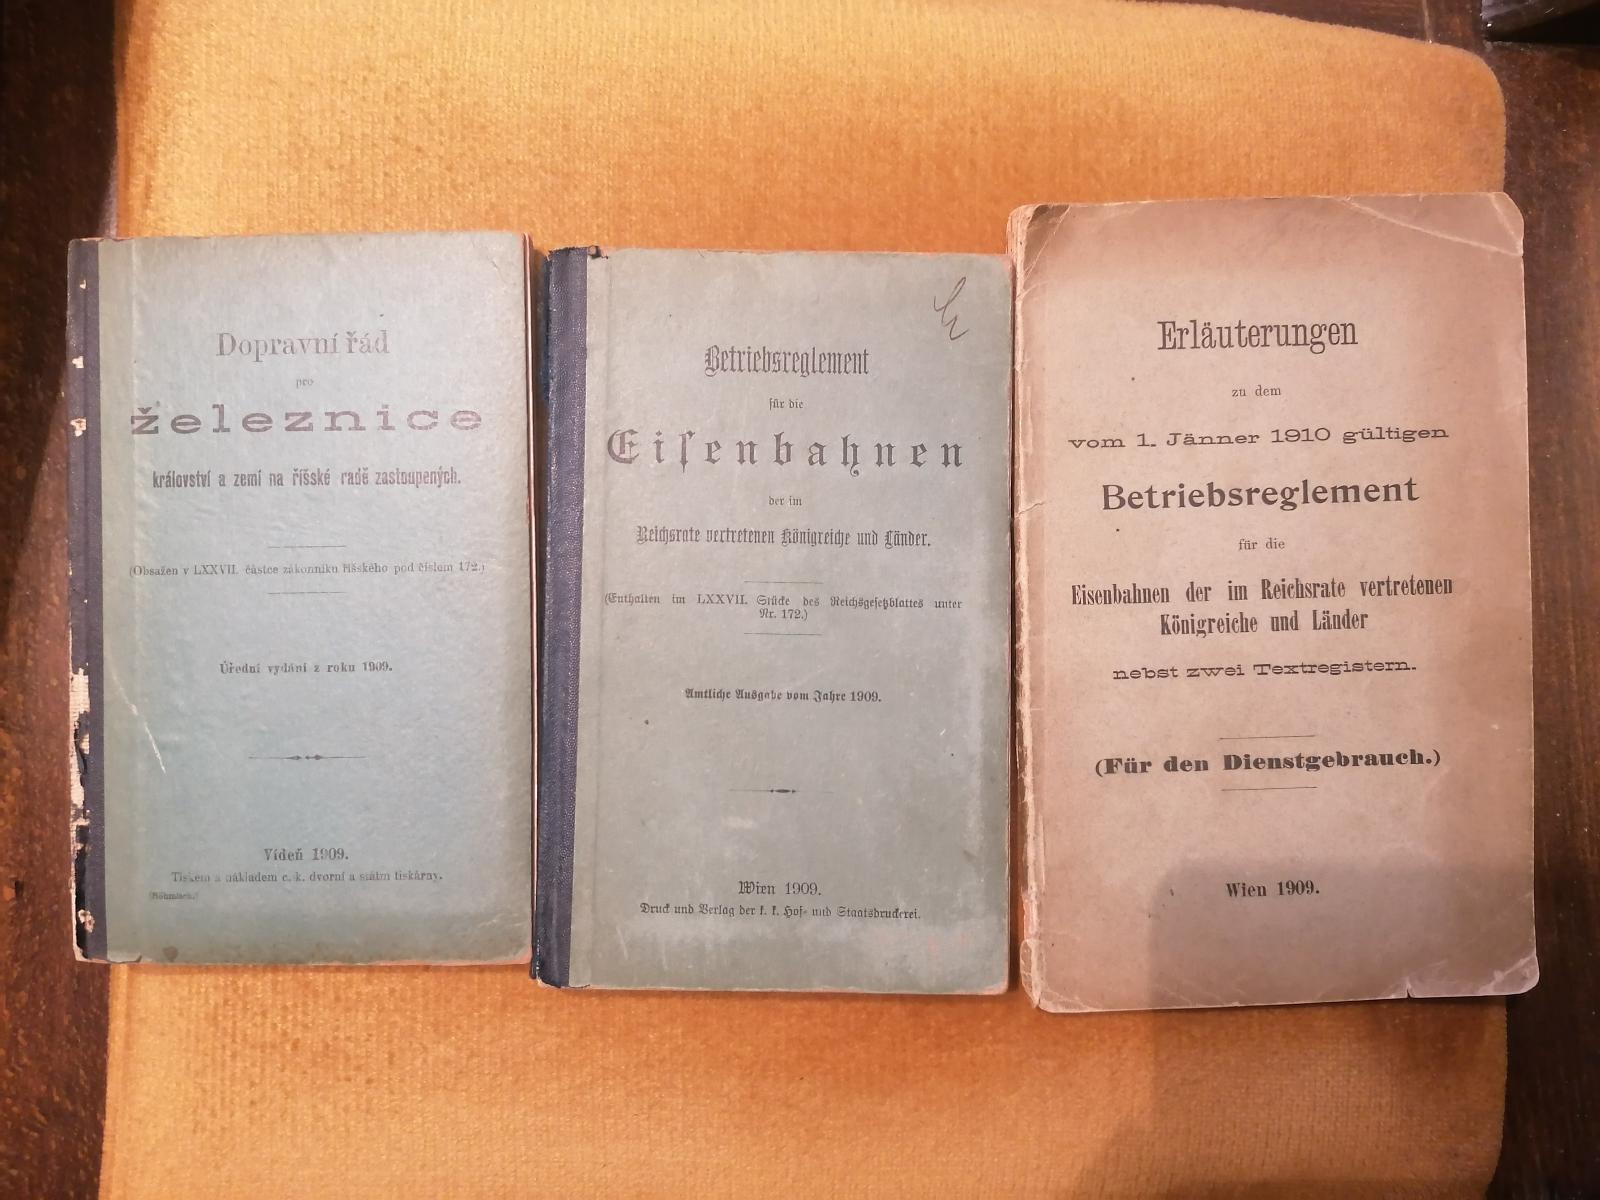 Dopravní řád
pro
železnice
království a zemí na říšské radě zastoupených.
(Obsažen v LXXVII. částce zákonníku říšského pod číslem 172.)
Úřední vydání z roku 1909.
Vídeň 1909.
Tiskem a nákladem c. k. dvorní a státní tiskárny.
(Böhmisch.)
Betriebsreglement
für die
Eiſenbahnen
der im
Reichsrate vertretenen Königreiche und Länder.
(Enthalten im LXXVII. Stücke des Reichsgeſetzblattes unter
Nr. 172.)
Amtliche Ausgabe vom Jahre 1909.
Wien 1909.
Druck und Verlag der k. k. Hof- und Staatsdruckerei.
Erläuterungen
zu dem
vom 1. Jänner 1910 gültigen
Betriebsreglement
für die
Eisenbahnen der im Reichsrate vertretenen
Königreiche und Länder
nebst zwei Textregistern.
(Für den Dienstgebrauch.)
Wien 1909.